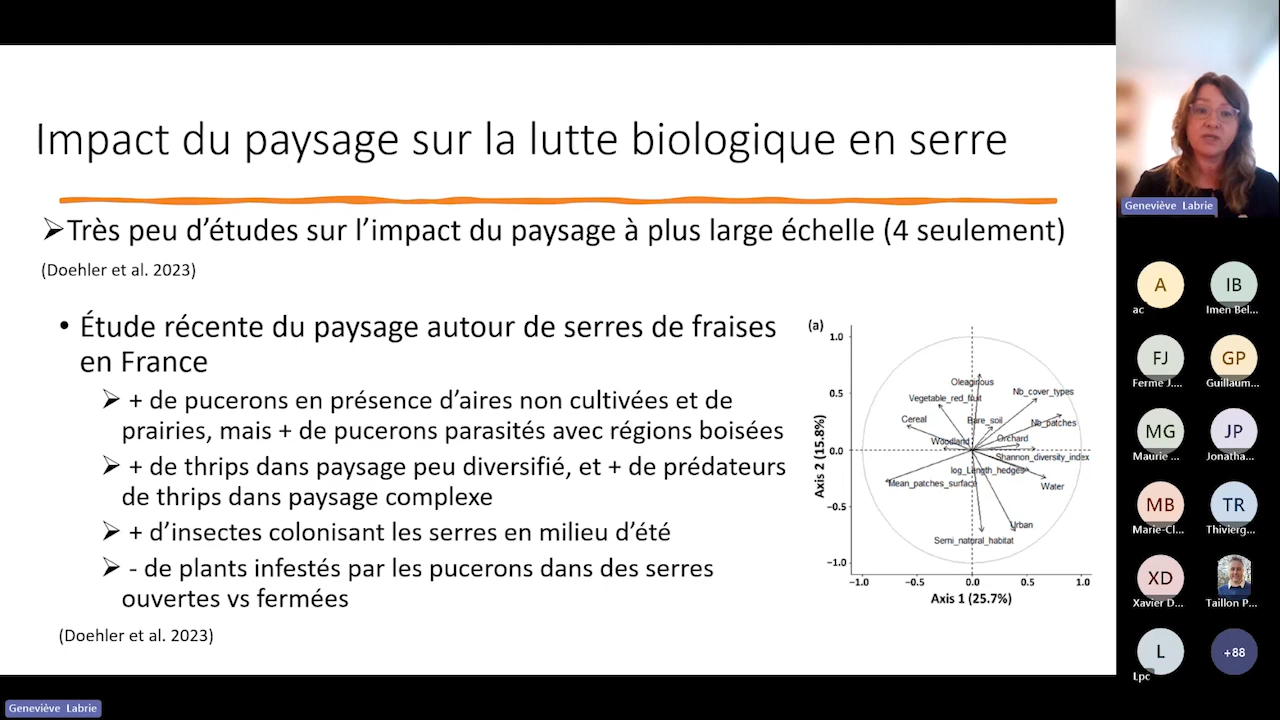 Impact du paysage sur la lutte biologique en serre
➢Très peu d'études sur l'impact du paysage à plus large échelle (4 seulement)
(Doehler et al. 2023)
• Étude récente du paysage autour de serres de fraises
en France
➢ + de pucerons en présence d'aires non cultivées et de
prairies, mais + de pucerons parasités avec régions boisées
➢ + de thrips dans paysage peu diversifié, et + de prédateurs
de thrips dans paysage complexe
➢ + d'insectes colonisant les serres en milieu d'été
➢ - de plants infestés par les pucerons dans des serres
ouvertes vs fermées
(Doehler et al. 2023)
(a)
1.0
0.5
0.0
−0.5
−1.0
Axis 2 (15.8%)
Oleaginous
Nb_cover_types
Vegetable_red_fruit
Cereal
Bare_soil
Nb_patches
Woodland
Orchard
Shannon_diversity_index
log_Length_hedges
Mean_patches_surface
Water
Urban
Semi_natural_habitat
−1.0
−0.5
0.0
0.5
1.0
Axis 1 (25.7%)
Geneviève Labrie
A
ac
IB
Imen Bel...
FJ
Ferme J....
GP
Guillaum...
MG
Maurie ...
JP
Jonatha...
MB
Marie-Cl...
TR
Thivierg...
XD
Xavier D...
Taillon P...
L
Lpc
+88
Geneviève Labrie